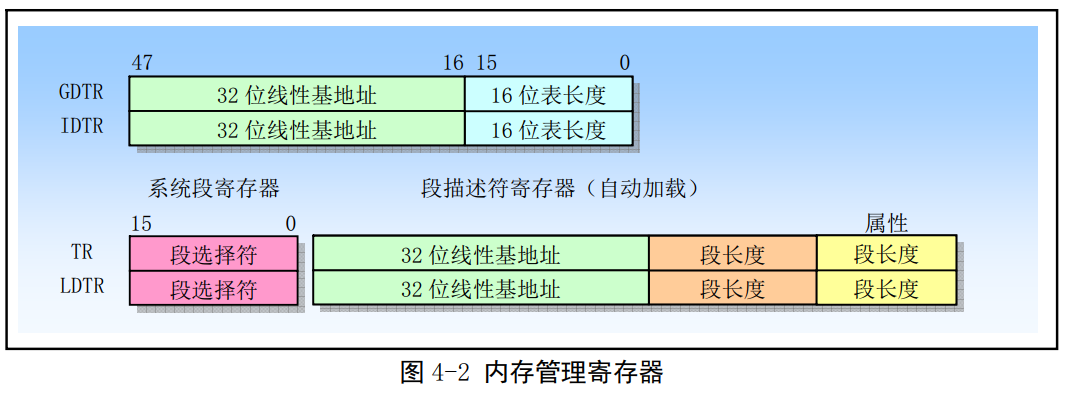 47 16 15 0
GDTR 32 位线性基地址 16 位表长度
IDTR 32 位线性基地址 16 位表长度
系统段寄存器 段描述符寄存器（自动加载）
15 0 属性
TR 段选择符 32 位线性基地址 段长度 段长度
LDTR 段选择符 32 位线性基地址 段长度 段长度
图 4-2 内存管理寄存器